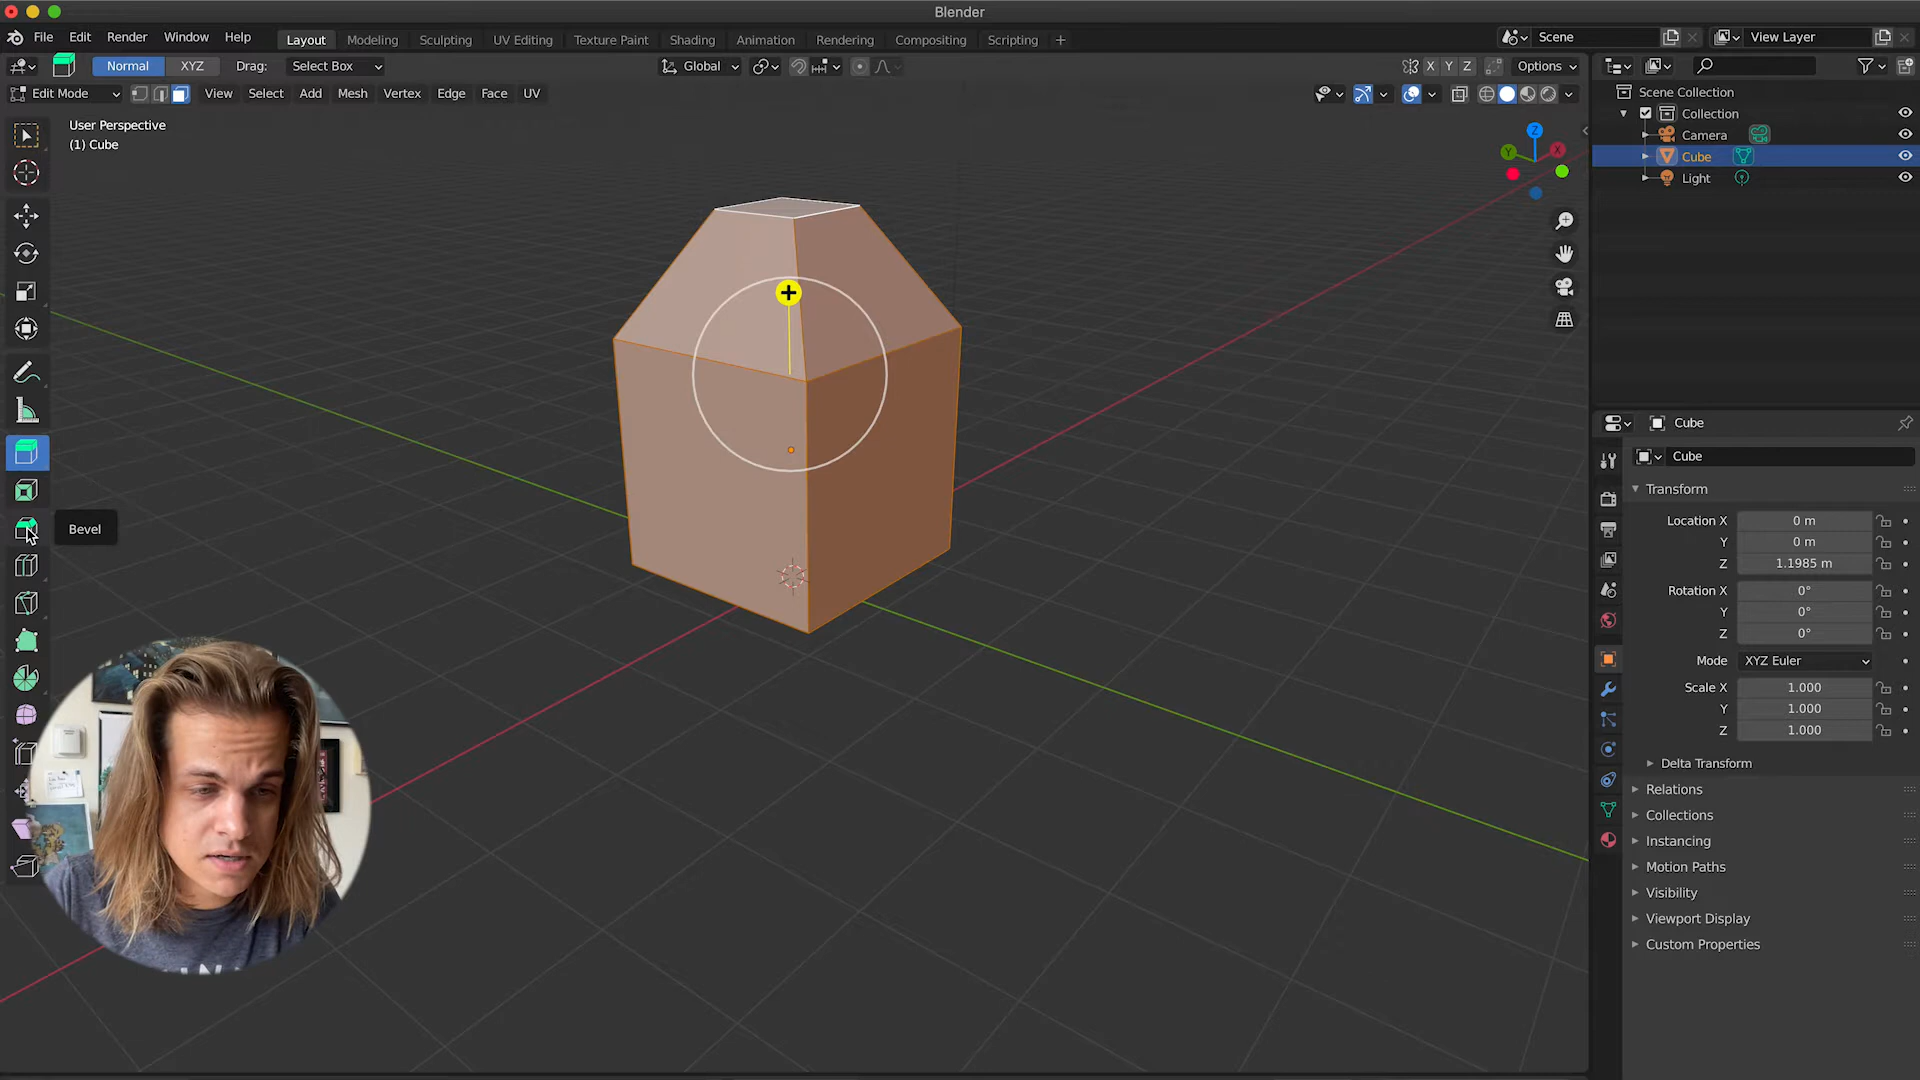 Blender
File Edit Render Window Help Layout Modeling Sculpting UV Editing Texture Paint Shading Animation Rendering Compositing Scripting + Scene View Layer
Normal XYZ Drag: Select Box Global X Y Z Options
Edit Mode View Select Add Mesh Vertex Edge Face UV
User Perspective
(1) Cube
Z
Y X
Bevel
Scene Collection
Collection
Camera
Cube
Light
Cube
Cube
Transform
Location X 0 m
Y 0 m
Z 1.1985 m
Rotation X 0°
Y 0°
Z 0°
Mode XYZ Euler
Scale X 1.000
Y 1.000
Z 1.000
Delta Transform
Relations
Collections
Instancing
Motion Paths
Visibility
Viewport Display
Custom Properties